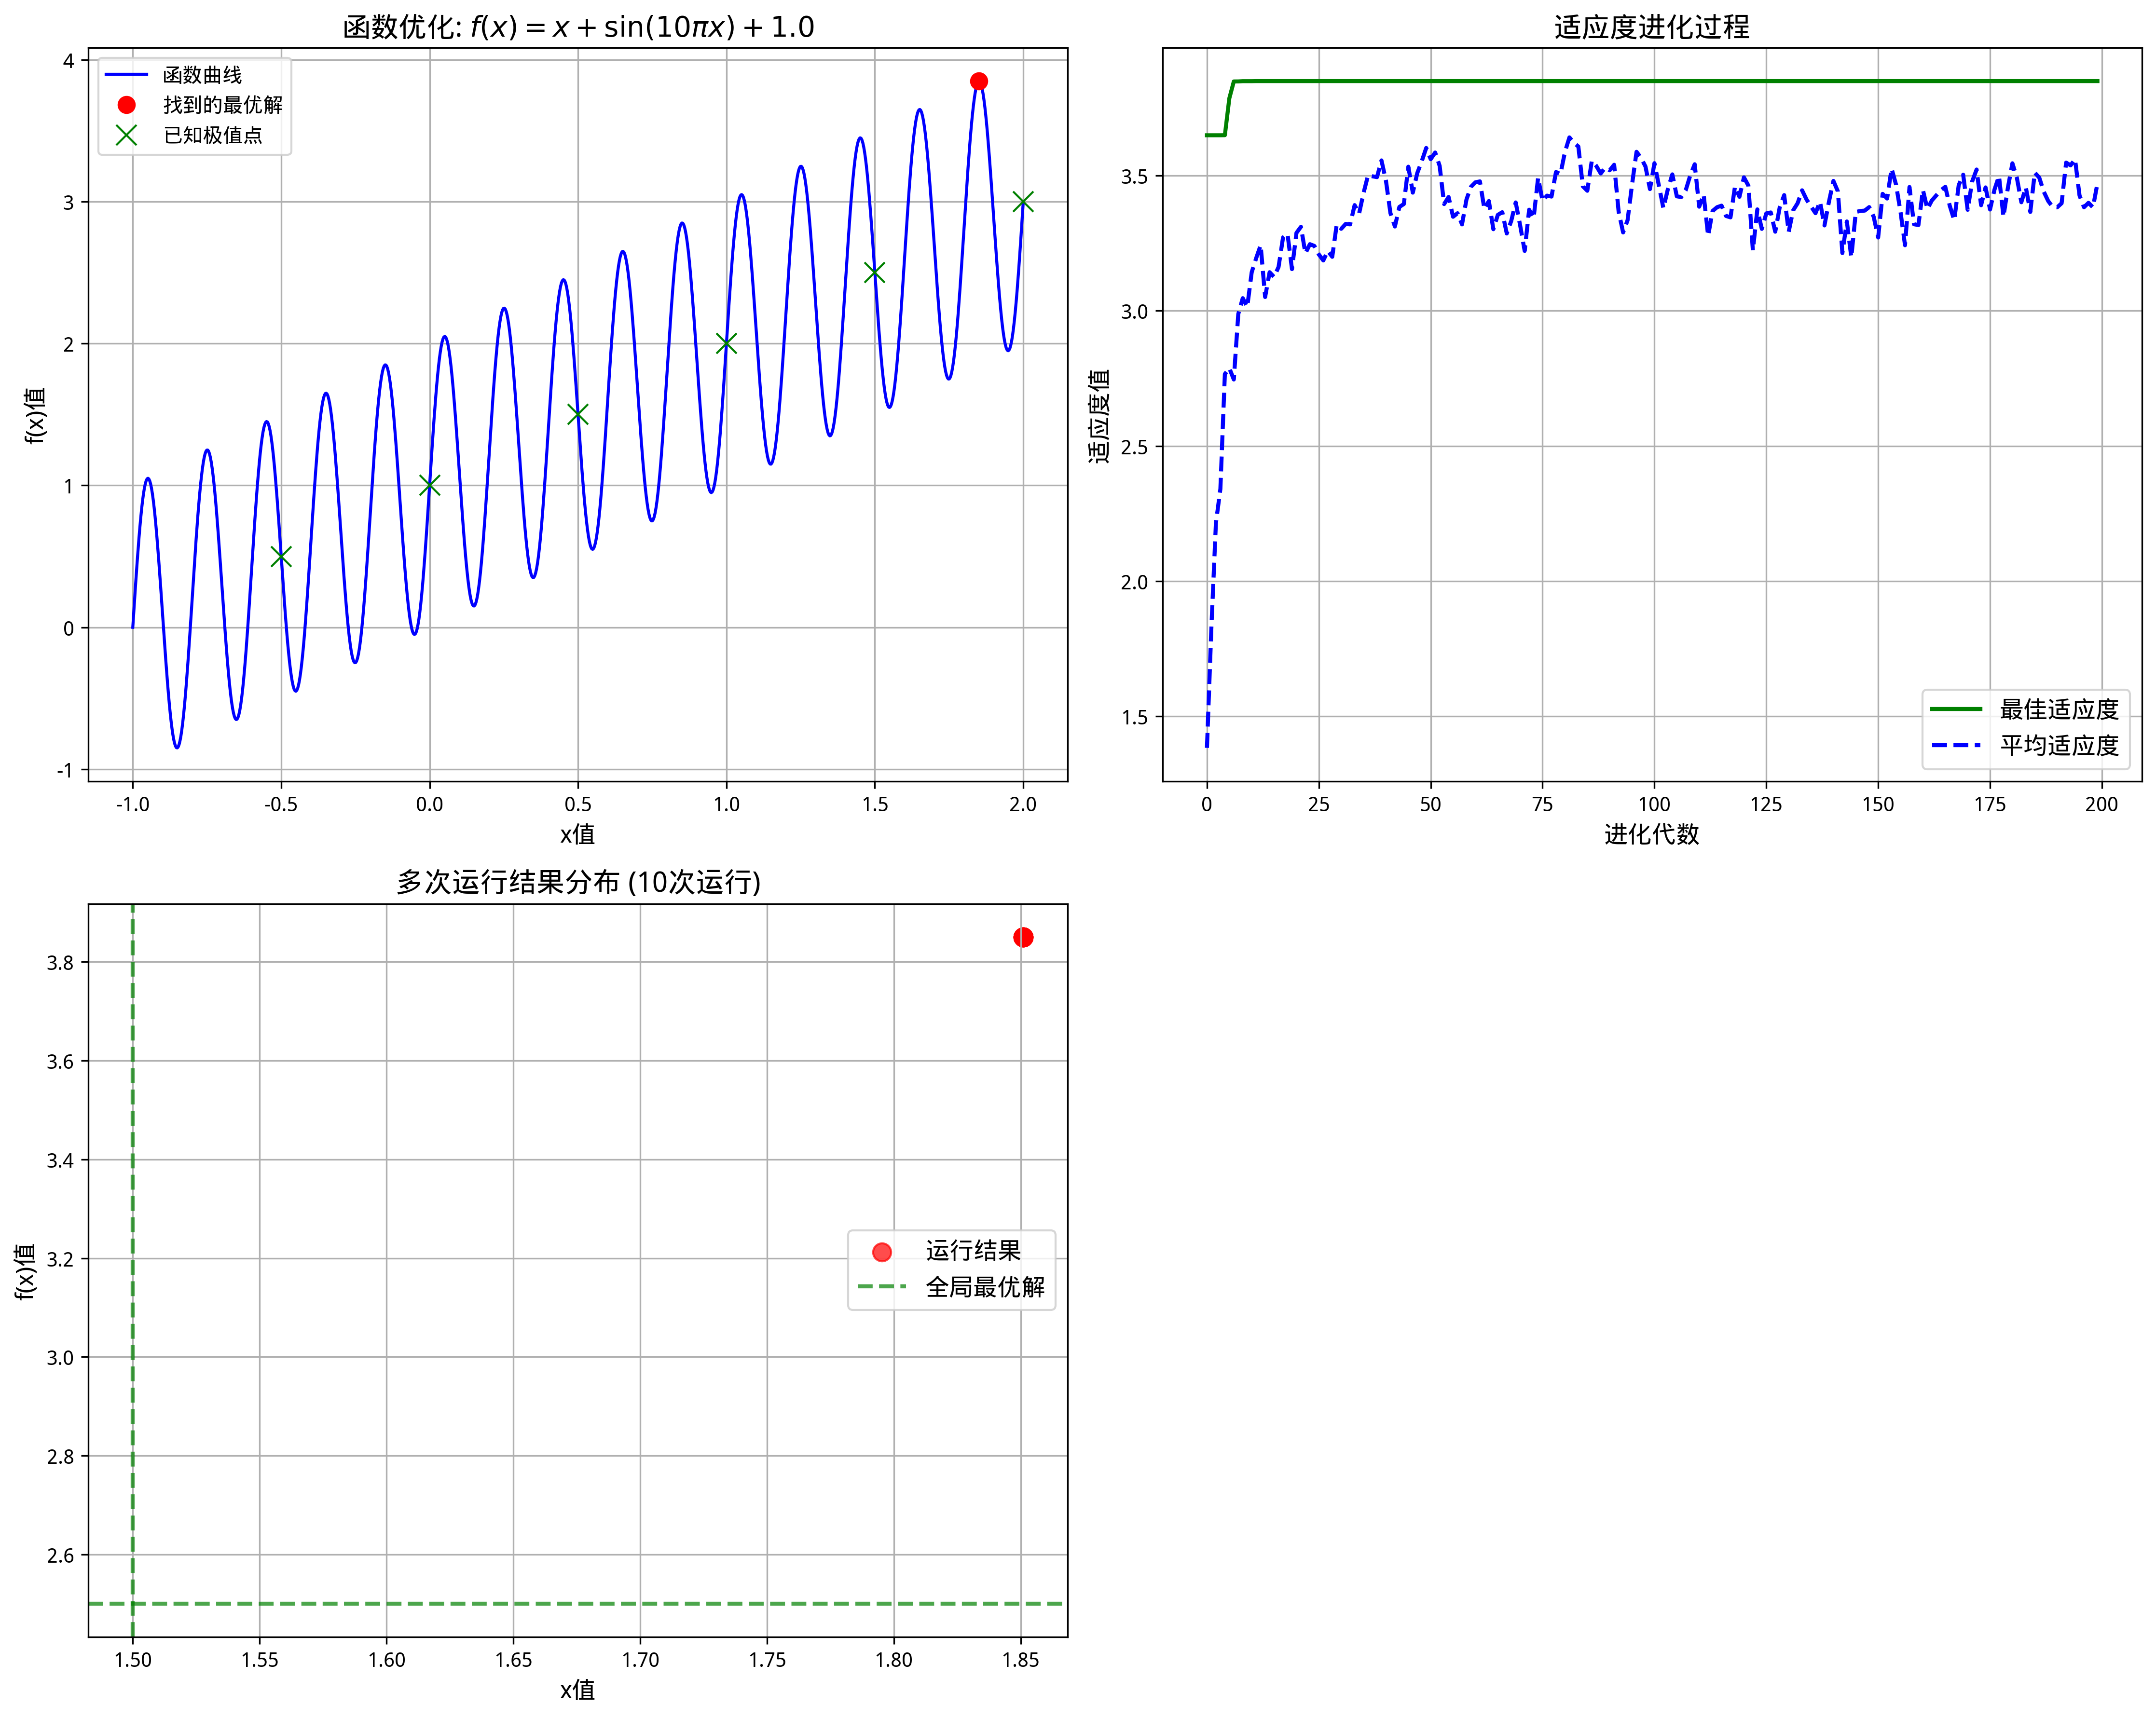 函数优化: f(x) = x + sin(10πx) + 1.0
4
3
2
1
0
-1
f(x)值
函数曲线
找到的最优解
已知极值点
-1.0 -0.5 0.0 0.5 1.0 1.5 2.0
x值
适应度进化过程
3.5
3.0
2.5
2.0
1.5
适应度值
最佳适应度
平均适应度
0 25 50 75 100 125 150 175 200
进化代数
多次运行结果分布 (10次运行)
3.8
3.6
3.4
3.2
3.0
2.8
2.6
f(x)值
运行结果
全局最优解
1.50 1.55 1.60 1.65 1.70 1.75 1.80 1.85
x值